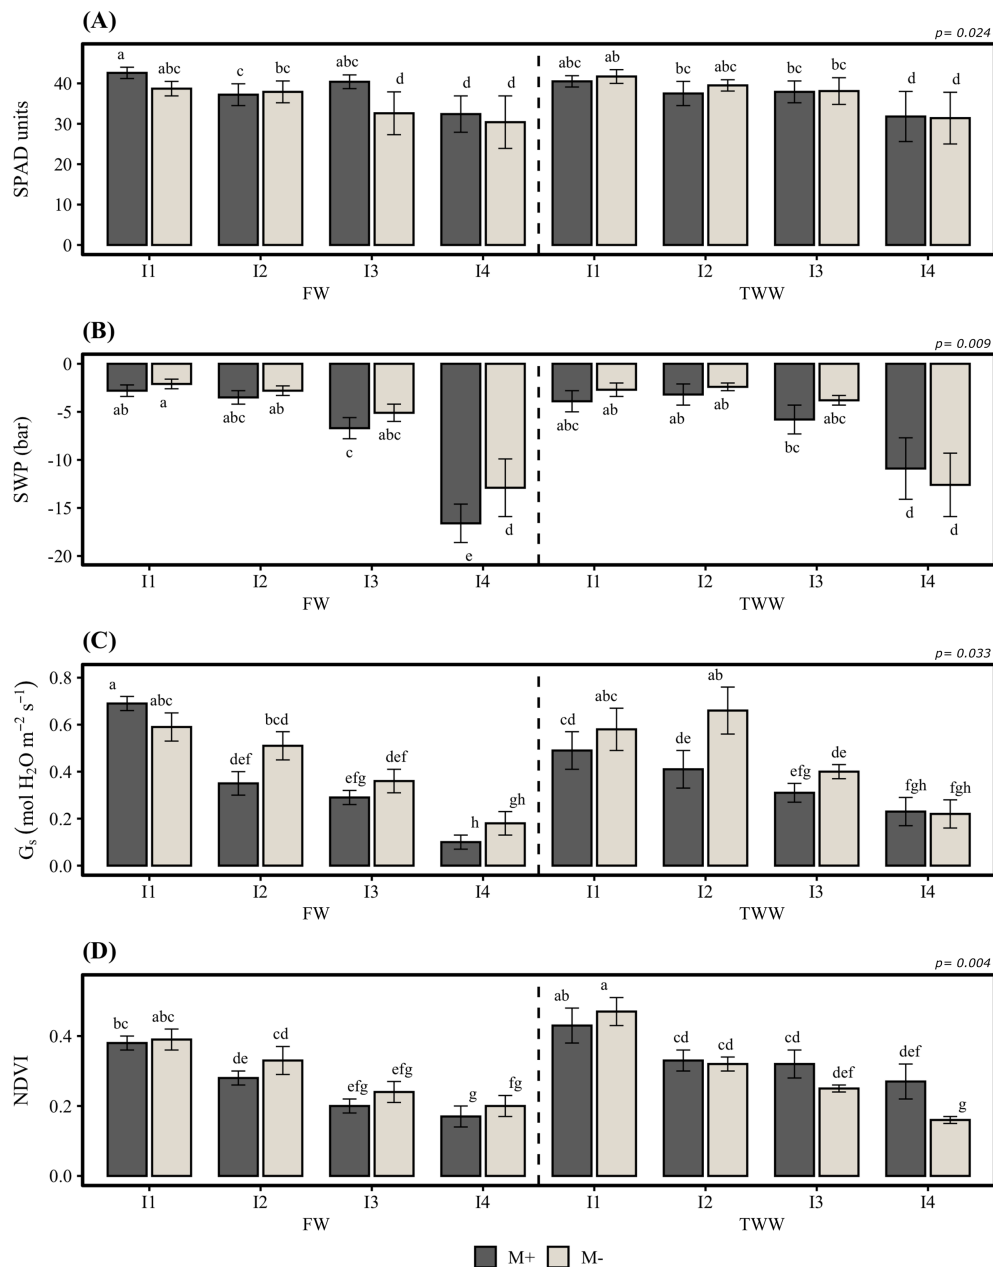 (A)
p= 0.024
a abc c bc abc d d d abc abc bc abc bc bc d d
SPAD units
40
30
20
10
0
I1 I2 I3 I4 I1 I2 I3 I4
FW TWW
(B)
p= 0.009
ab a abc ab c abc e d abc ab ab ab bc abc d d
SWP (bar)
0
-5
-10
-15
-20
I1 I2 I3 I4 I1 I2 I3 I4
FW TWW
(C)
p= 0.033
a abc def bcd efg def h gh cd abc de ab efg de fgh fgh
Gs (mol H₂O m⁻² s⁻¹)
0.8
0.6
0.4
0.2
0.0
I1 I2 I3 I4 I1 I2 I3 I4
FW TWW
(D)
p= 0.004
bc abc de cd efg efg g fg ab a cd cd cd def def g
NDVI
0.4
0.2
0.0
I1 I2 I3 I4 I1 I2 I3 I4
FW TWW
M+ M-